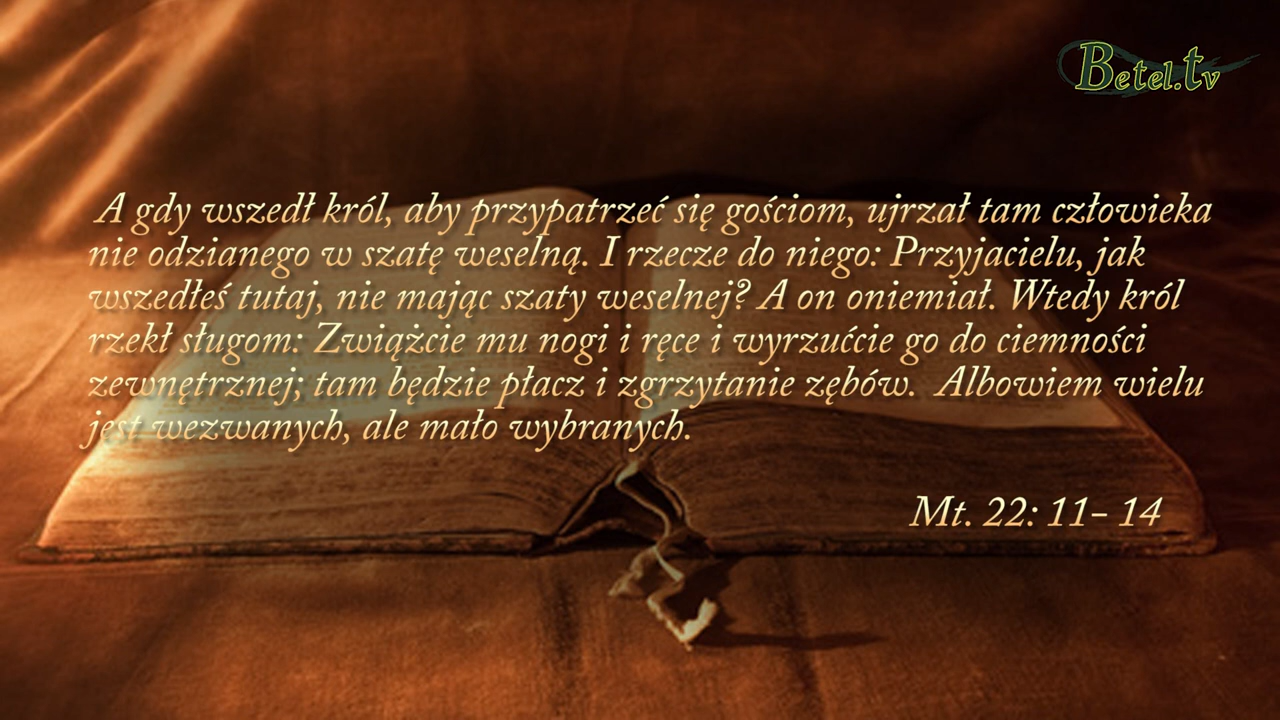 Betel.tv
A gdy wszedł król, aby przypatrzeć się gościom, ujrzał tam człowieka
nie odzianego w szatę weselną. I rzecze do niego: Przyjacielu, jak
wszedłeś tutaj, nie mając szaty weselnej? A on oniemiał. Wtedy król
rzekł sługom: Zwiążcie mu nogi i ręce i wyrzućcie go do ciemności
zewnętrznej; tam będzie płacz i zgrzytanie zębów. Albowiem wielu
jest wezwanych, ale mało wybranych.
Mt. 22: 11- 14